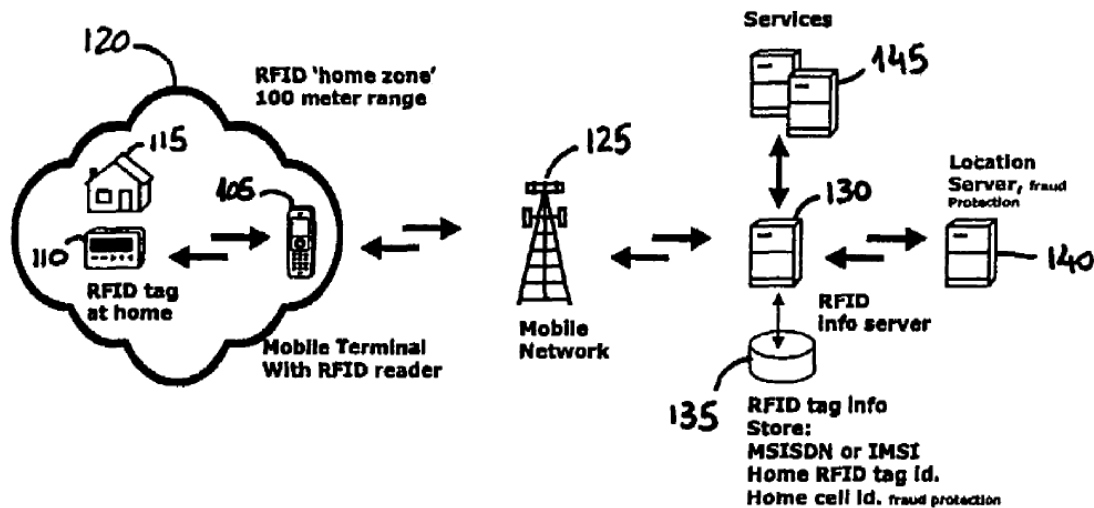 120
RFID 'home zone'
100 meter range
115
105
110
RFID tag
at home
Mobile Terminal
With RFID reader
125
Mobile
Network
Services
145
130
Location
Server, fraud
Protection
140
RFID
info server
135
RFID tag info
Store:
MSISDN or IMSI
Home RFID tag id.
Home cell id. fraud protection